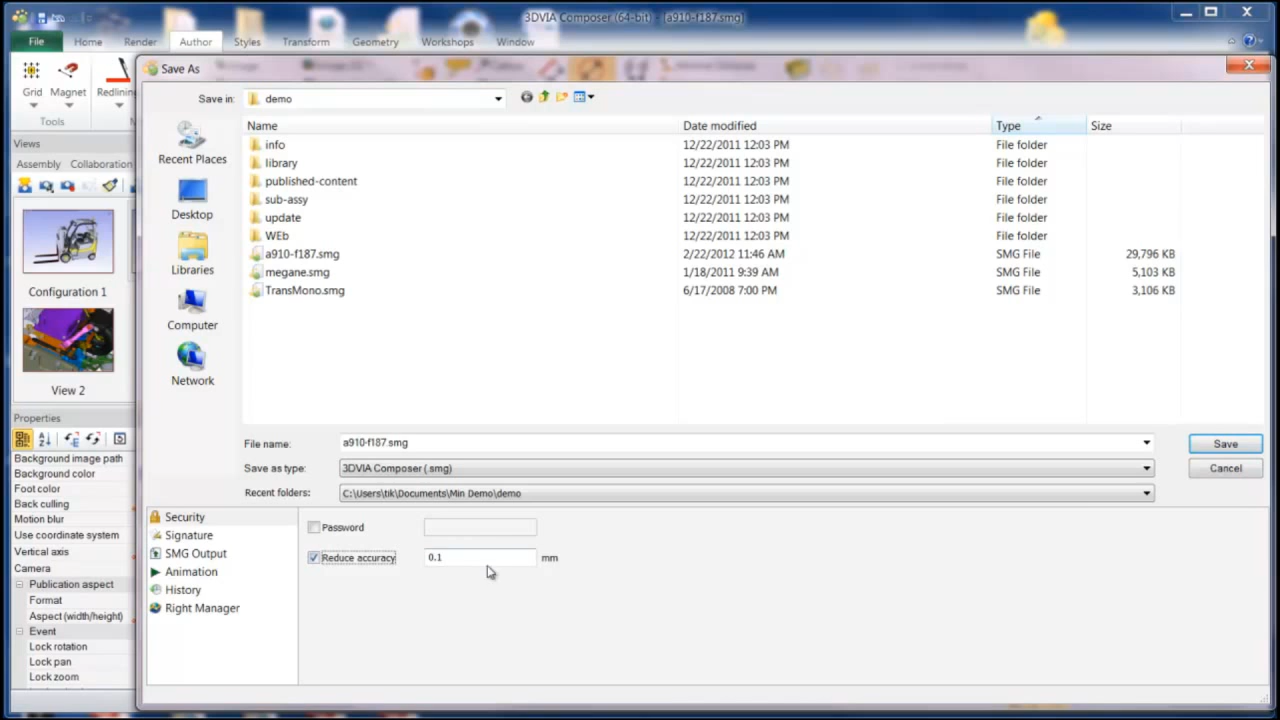 3DVIA Composer (64-bit) - [a910-f187.smg]
File Home Render Author Styles Transform Geometry Workshops Window
Grid Magnet Redlining
Tools
Views
Assembly Collaboration
Configuration 1
View 2
Properties
Background image path
Background color
Foot color
Back culling
Motion blur
Use coordinate system
Vertical axis
Camera
Publication aspect
Format
Aspect (width/height)
Event
Lock rotation
Lock pan
Lock zoom
Save As
Save in: demo
Recent Places
Desktop
Libraries
Computer
Network
Name Date modified Type Size
info 12/22/2011 12:03 PM File folder
library 12/22/2011 12:03 PM File folder
published-content 12/22/2011 12:03 PM File folder
sub-assy 12/22/2011 12:03 PM File folder
update 12/22/2011 12:03 PM File folder
WEb 12/22/2011 12:03 PM File folder
a910-f187.smg 2/22/2012 11:46 AM SMG File 29,796 KB
megane.smg 1/18/2011 9:39 AM SMG File 5,103 KB
TransMono.smg 6/17/2008 7:00 PM SMG File 3,106 KB
File name: a910-f187.smg Save
Save as type: 3DVIA Composer (.smg) Cancel
Recent folders: C:\Users\tik\Documents\Min Demo\demo
Security
Signature
SMG Output
Animation
History
Right Manager
Password
Reduce accuracy 0.1 mm